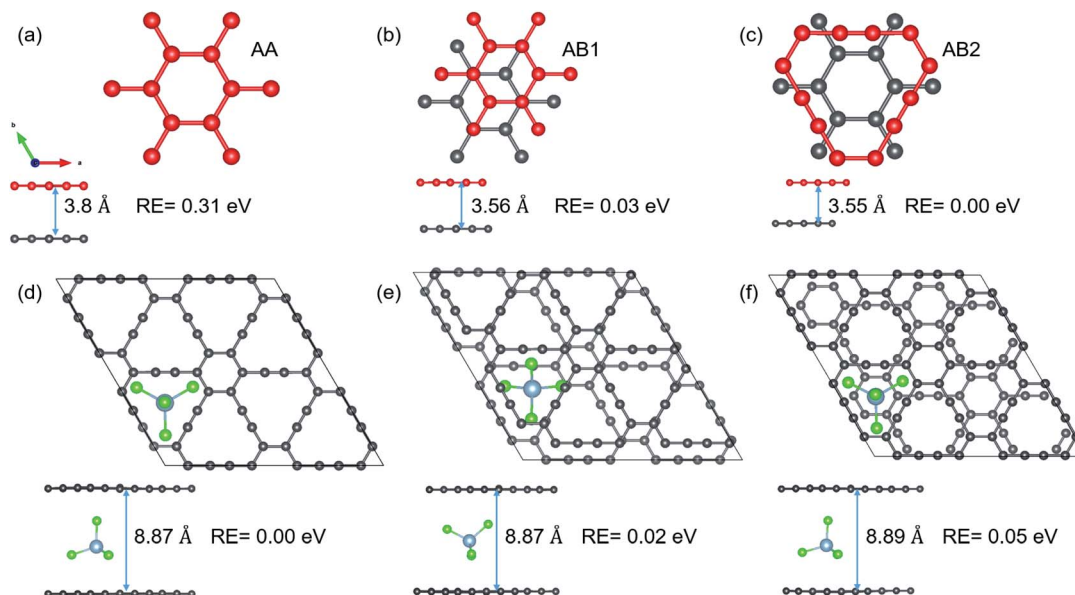 (a) AA
(b) AB1
(c) AB2
b
a
3.8 Å RE= 0.31 eV
3.56 Å RE= 0.03 eV
3.55 Å RE= 0.00 eV
(d)
(e)
(f)
8.87 Å RE= 0.00 eV
8.87 Å RE= 0.02 eV
8.89 Å RE= 0.05 eV